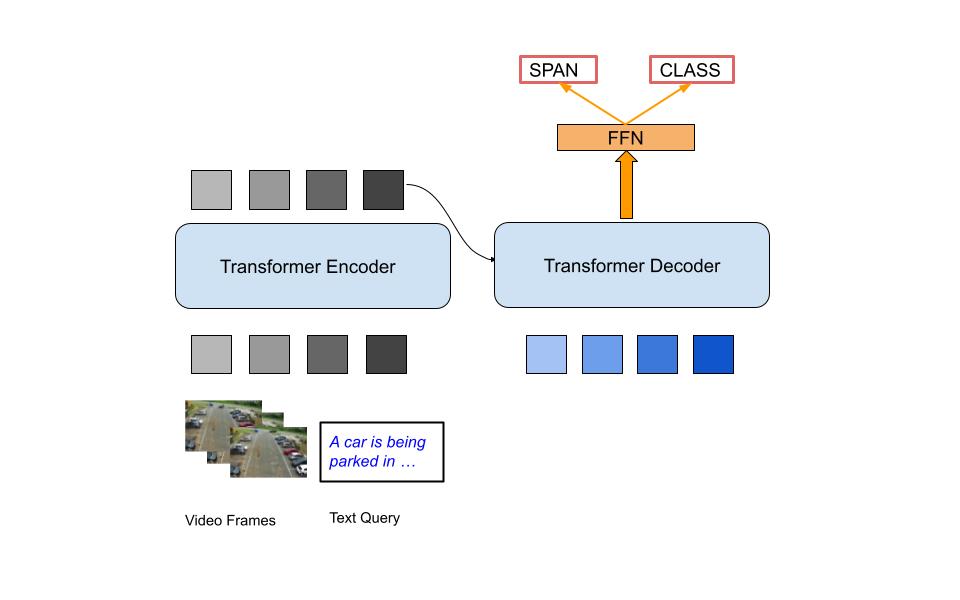 SPAN
CLASS
FFN
Transformer Encoder
Transformer Decoder
A car is being
parked in …
Video Frames
Text Query